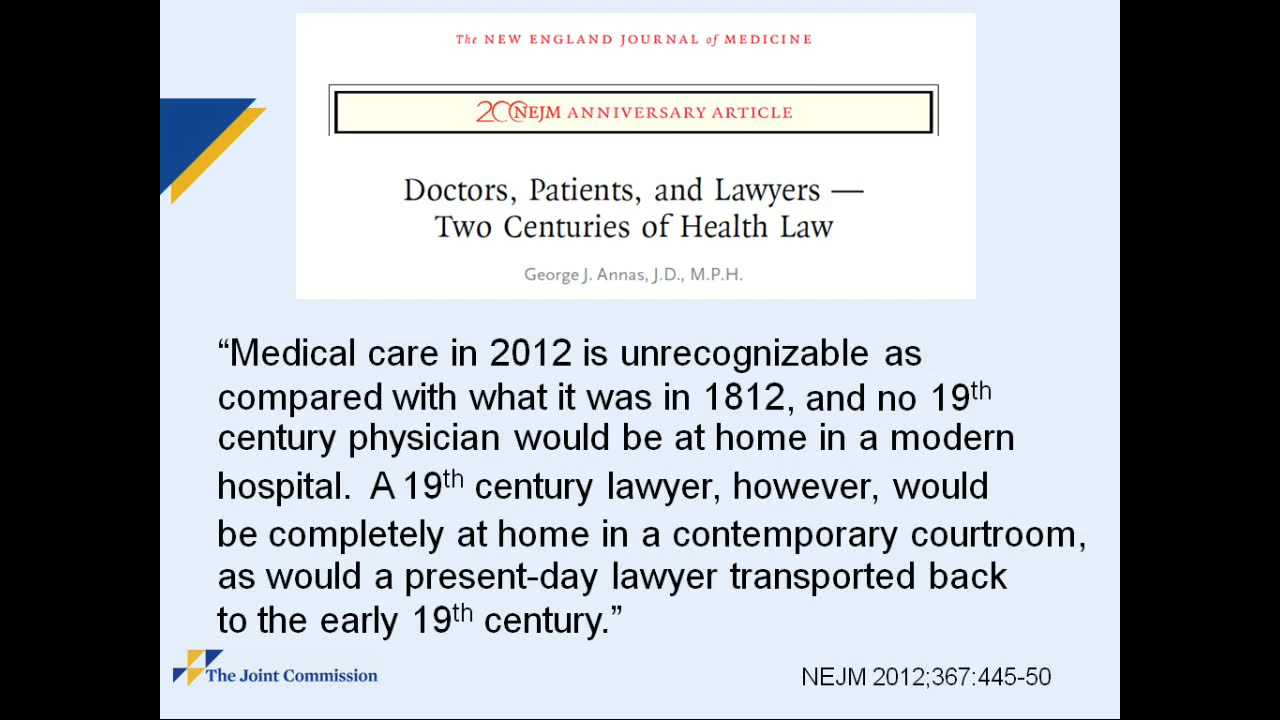 The NEW ENGLAND JOURNAL of MEDICINE
200 NEJM ANNIVERSARY ARTICLE
Doctors, Patients, and Lawyers —
Two Centuries of Health Law
George J. Annas, J.D., M.P.H.
“Medical care in 2012 is unrecognizable as
compared with what it was in 1812, and no 19th
century physician would be at home in a modern
hospital. A 19th century lawyer, however, would
be completely at home in a contemporary courtroom,
as would a present-day lawyer transported back
to the early 19th century.”
The Joint Commission
NEJM 2012;367:445-50